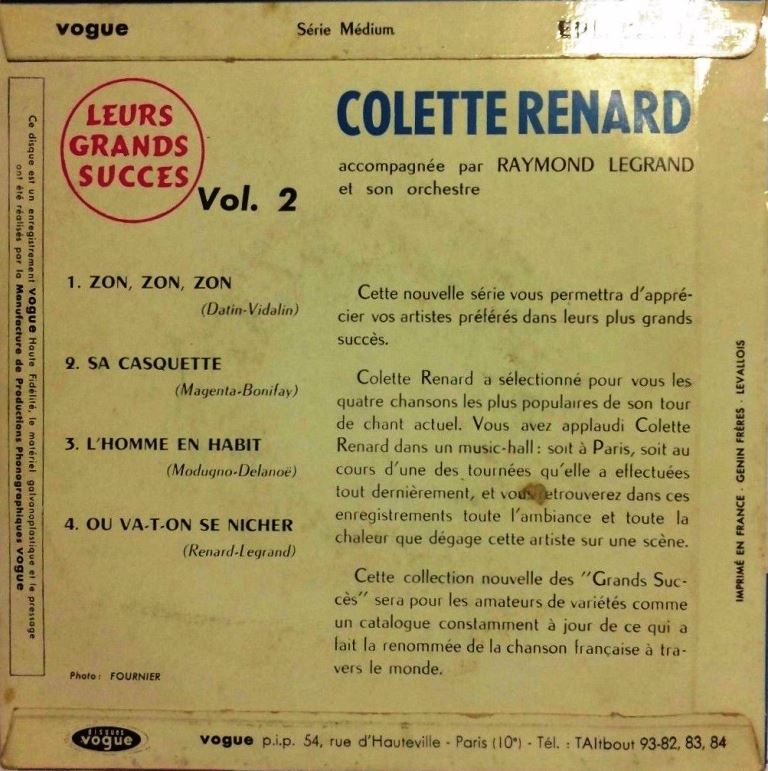 vogue
Série Médium
LEURS
GRANDS
SUCCES
Vol. 2
COLETTE RENARD
accompagnée par RAYMOND LEGRAND
et son orchestre
1. ZON, ZON, ZON
(Datin-Vidalin)
2. SA CASQUETTE
(Magenta-Bonifay)
3. L'HOMME EN HABIT
(Modugno-Delanoë)
4. OU VA-T-ON SE NICHER
(Renard-Legrand)
Photo : FOURNIER
Cette nouvelle série vous permettra d'appré-
cier vos artistes préférés dans leurs plus grands
succès.
Colette Renard a sélectionné pour vous les
quatre chansons les plus populaires de son tour
de chant actuel. Vous avez applaudi Colette
Renard dans un music-hall : soit à Paris, soit au
cours d'une des tournées qu'elle a effectuées
tout dernièrement, et vous retrouverez dans ces
enregistrements toute l'ambiance et toute la
chaleur que dégage cette artiste sur une scène.
Cette collection nouvelle des "Grands Suc-
cès" sera pour les amateurs de variétés comme
un catalogue constamment à jour de ce qui a
fait la renommée de la chanson française à tra-
vers le monde.
Ce disque est un enregistrement vogue Haute Fidélité, le matériel galvanoplastique et le pressage
ont été réalisés par la Manufacture de Productions Phonographiques vogue
IMPRIMÉ EN FRANCE · GENIN FRÈRES · LEVALLOIS
disques
vogue
vogue p.i.p. 54, rue d'Hauteville - Paris (10e) - Tél. : TAItbout 93-82, 83, 84